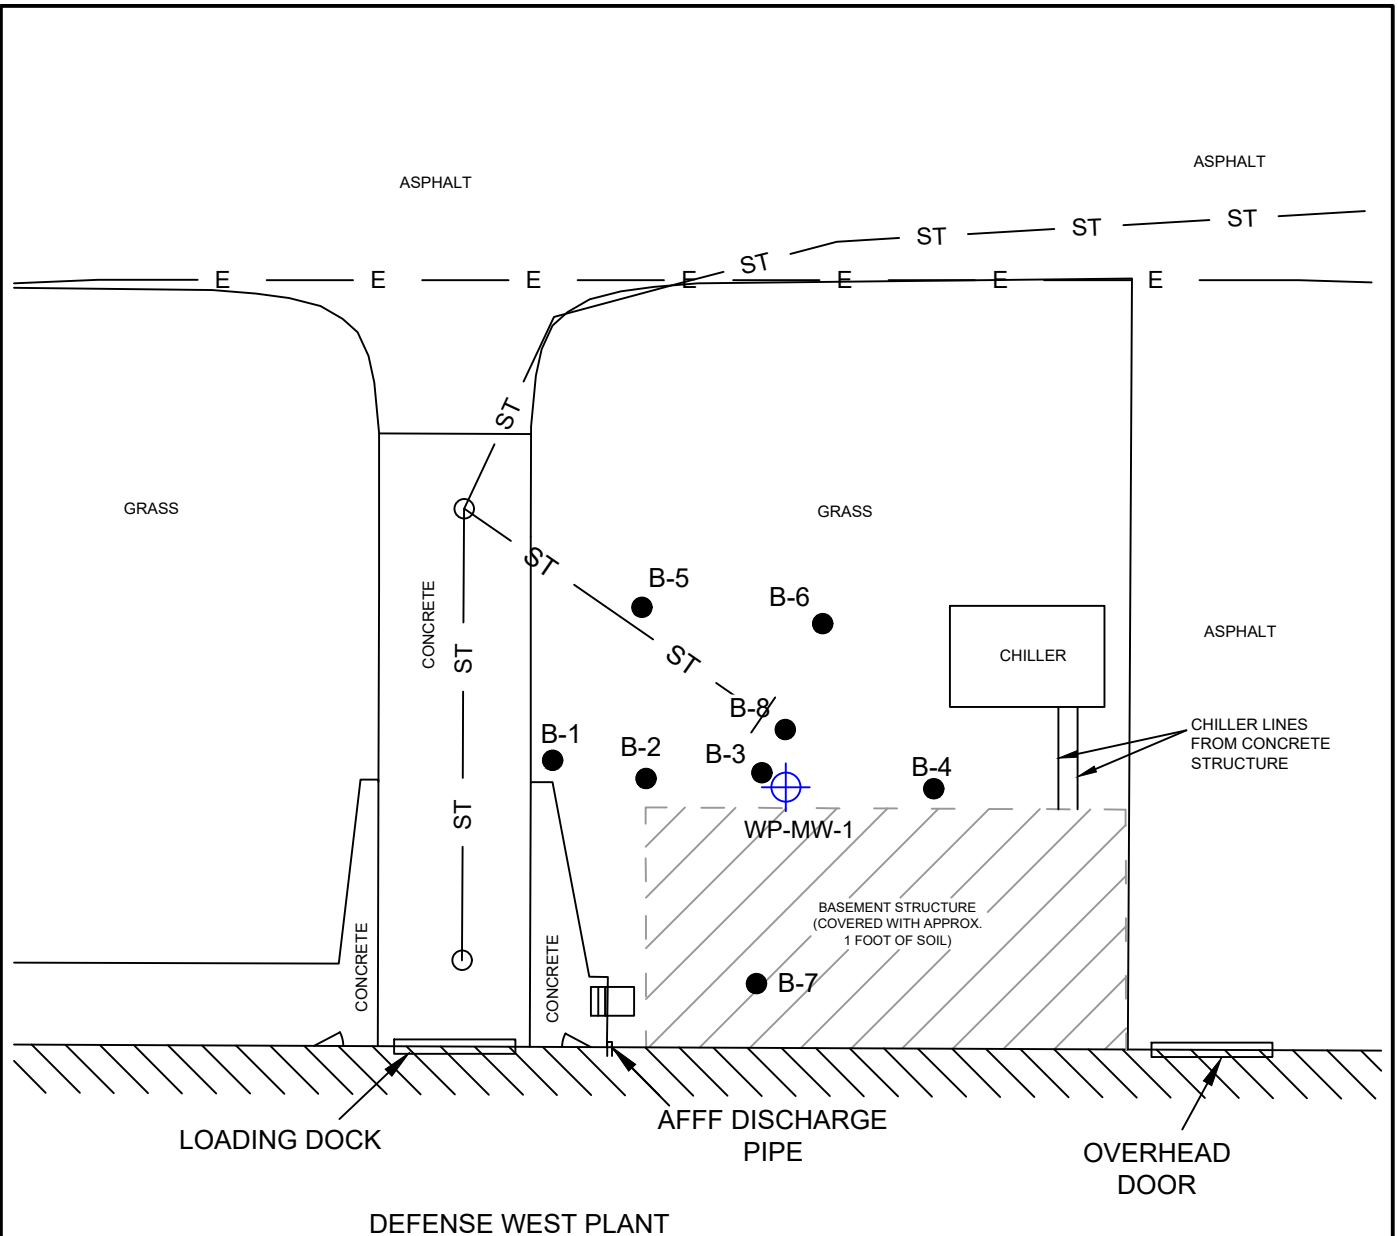 ASPHALT
ASPHALT
ST
ST
ST
ST
E
E
E
E
E
E
E
ST
GRASS
GRASS
ST
B-5
B-6
CONCRETE
ST
ST
CHILLER
ASPHALT
B-8
B-1
B-2
B-3
B-4
CHILLER LINES
FROM CONCRETE
STRUCTURE
ST
WP-MW-1
BASEMENT STRUCTURE
(COVERED WITH APPROX.
1 FOOT OF SOIL)
CONCRETE
CONCRETE
B-7
LOADING DOCK
AFFF DISCHARGE
PIPE
OVERHEAD
DOOR
DEFENSE WEST PLANT